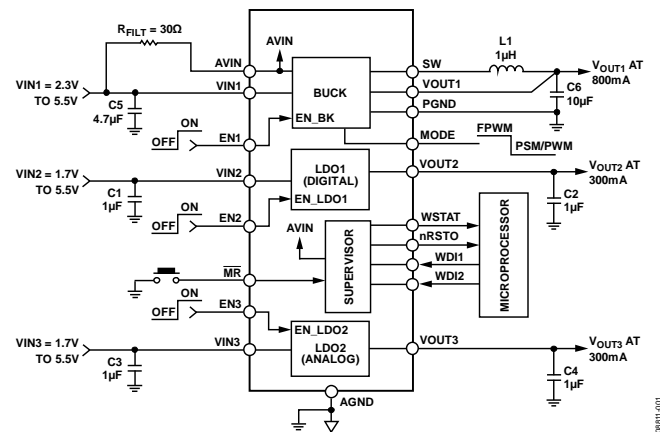 RFILT = 30Ω
AVIN
AVIN
VIN1 = 2.3V
TO 5.5V
VIN1
C5
4.7µF
ON
OFF
EN1
EN_BK
BUCK
SW
L1
1µH
VOUT1 AT
800mA
VOUT1
C6
10µF
PGND
MODE
FPWM
PSM/PWM
VIN2 = 1.7V
TO 5.5V
VIN2
C1
1µF
LDO1
(DIGITAL)
EN_LDO1
VOUT2
VOUT2 AT
300mA
C2
1µF
ON
OFF
EN2
AVIN
SUPERVISOR
WSTAT
nRSTO
WDI1
WDI2
MICROPROCESSOR
MR
ON
OFF
EN3
EN_LDO2
LDO2
(ANALOG)
VIN3 = 1.7V
TO 5.5V
VIN3
C3
1µF
VOUT3
VOUT3 AT
300mA
C4
1µF
AGND
08811-001